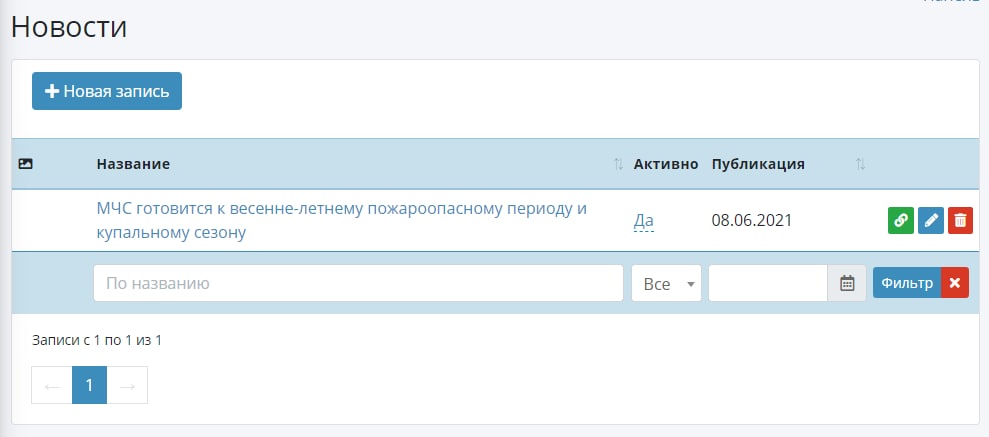 Новости
Новая запись
Название Активно Публикация
МЧС готовится к весенне-летнему пожароопасному периоду и
купальному сезону
Да 08.06.2021
По названию Все Фильтр
Записи с 1 по 1 из 1
← 1 →